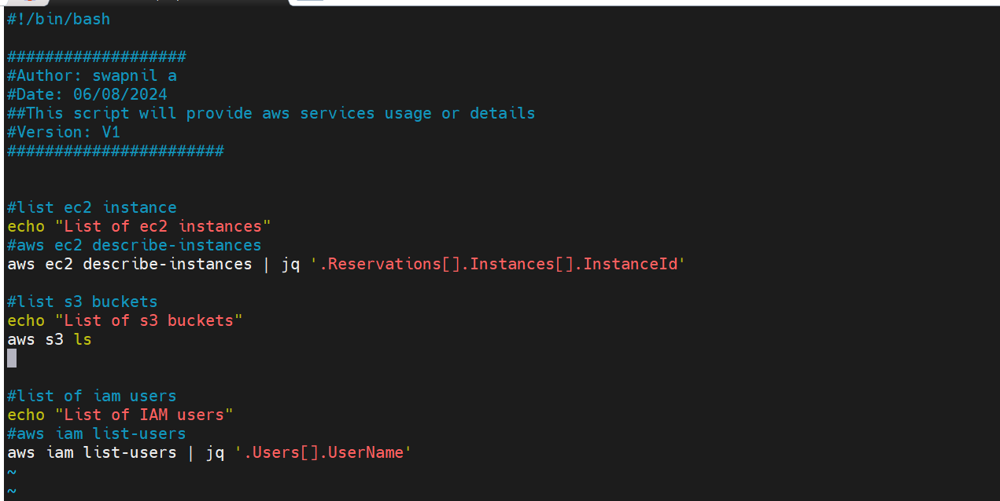 #!/bin/bash
###################
#Author: swapnil a
#Date: 06/08/2024
##This script will provide aws services usage or details
#Version: V1
#######################
#list ec2 instance
echo "List of ec2 instances"
#aws ec2 describe-instances
aws ec2 describe-instances | jq '.Reservations[].Instances[].InstanceId'
#list s3 buckets
echo "List of s3 buckets"
aws s3 ls
#list of iam users
echo "List of IAM users"
#aws iam list-users
aws iam list-users | jq '.Users[].UserName'
~
~